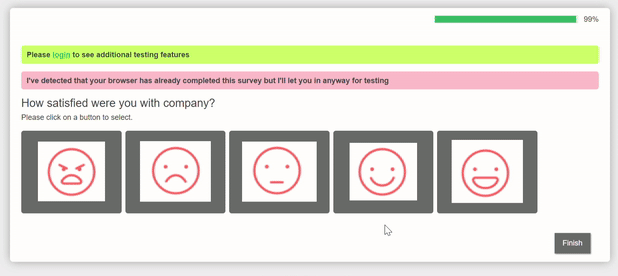 99%
Please login to see additional testing features
I've detected that your browser has already completed this survey but I'll let you in anyway for testing
How satisfied were you with company?
Please click on a button to select.
Finish